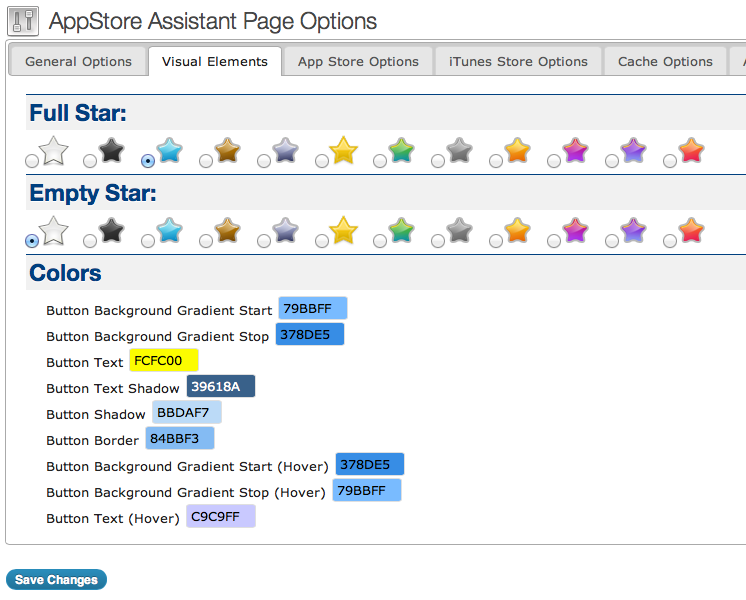 AppStore Assistant Page Options
General Options Visual Elements App Store Options iTunes Store Options Cache Options
Full Star:
Empty Star:
Colors
Button Background Gradient Start 79BBFF
Button Background Gradient Stop 378DE5
Button Text FCFC00
Button Text Shadow 39618A
Button Shadow BBDAF7
Button Border 84BBF3
Button Background Gradient Start (Hover) 378DE5
Button Background Gradient Stop (Hover) 79BBFF
Button Text (Hover) C9C9FF
Save Changes